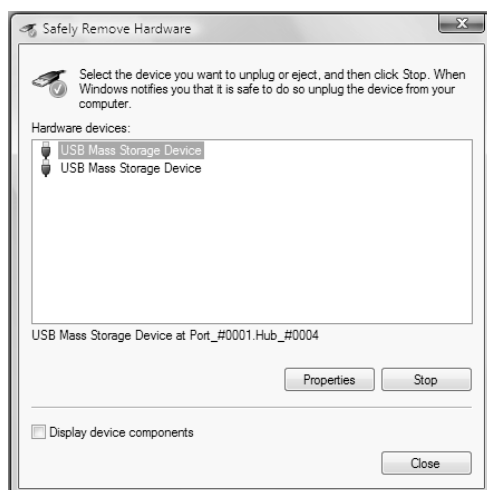 Safely Remove Hardware
Select the device you want to unplug or eject, and then click Stop. When
Windows notifies you that it is safe to do so unplug the device from your
computer.
Hardware devices:
USB Mass Storage Device
USB Mass Storage Device
USB Mass Storage Device at Port_#0001.Hub_#0004
Properties
Stop
Display device components
Close